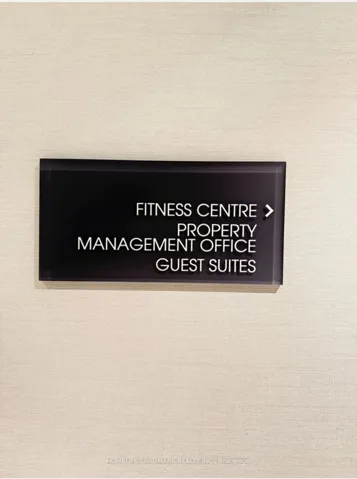 FITNESS CENTRE >
PROPERTY
MANAGEMENT OFFICE
GUEST SUITES